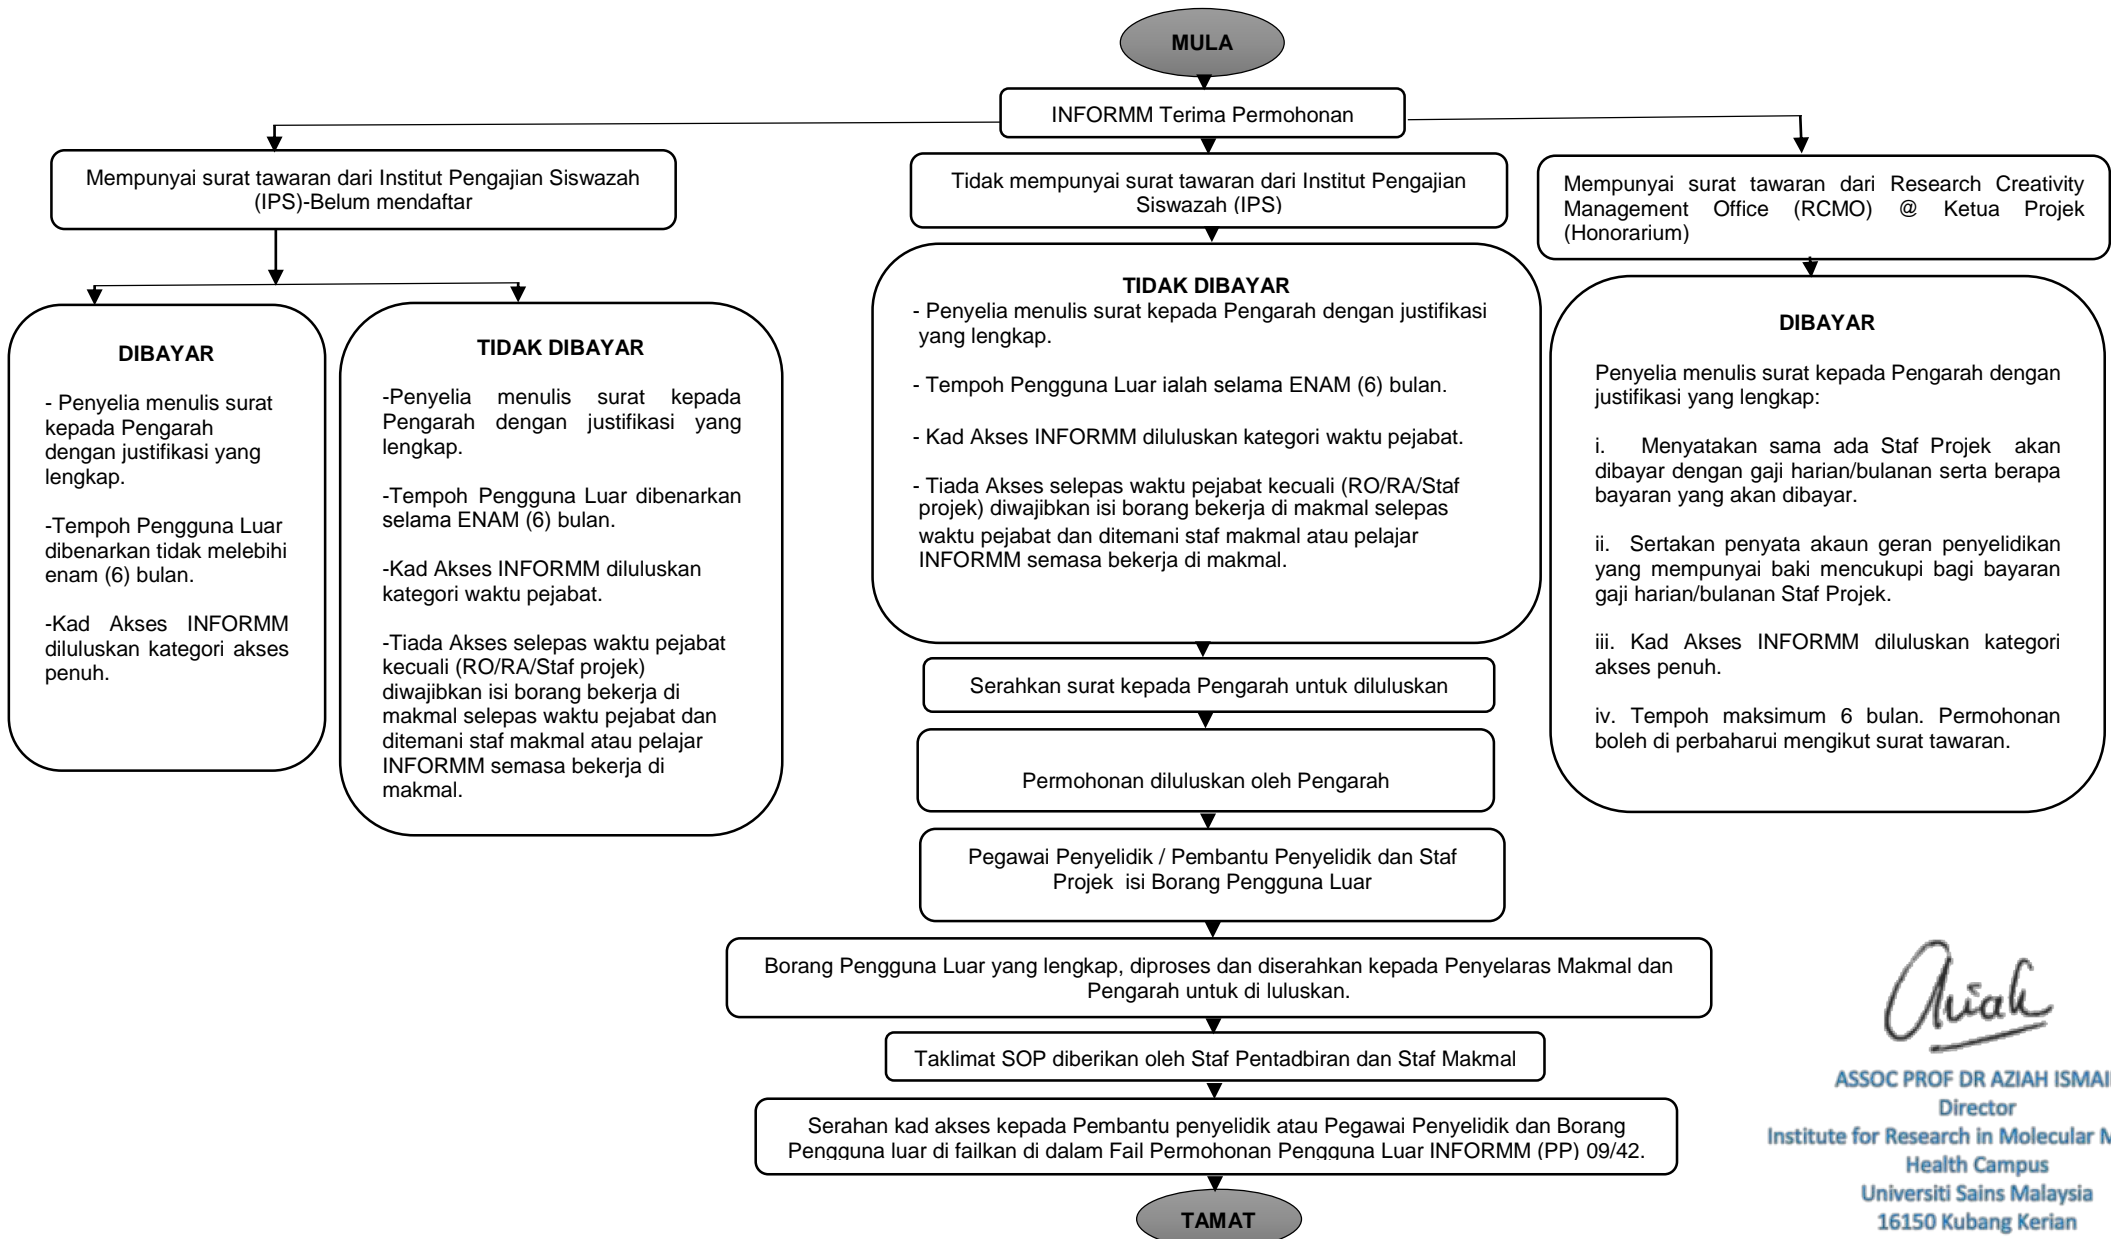 MULA
INFORMM Terima Permohonan
Mempunyai surat tawaran dari Institut Pengajian Siswazah
(IPS)-Belum mendaftar
Tidak mempunyai surat tawaran dari Institut Pengajian
Siswazah (IPS)
Mempunyai surat tawaran dari Research Creativity
Management Office (RCMO) @ Ketua Projek
(Honorarium)
DIBAYAR
- Penyelia menulis surat
kepada Pengarah
dengan justifikasi yang
lengkap.
-Tempoh Pengguna Luar
dibenarkan tidak melebihi
enam (6) bulan.
-Kad Akses INFORMM
diluluskan kategori akses
penuh.
TIDAK DIBAYAR
-Penyelia menulis surat kepada
Pengarah dengan justifikasi yang
lengkap.
-Tempoh Pengguna Luar dibenarkan
selama ENAM (6) bulan.
-Kad Akses INFORMM diluluskan
kategori waktu pejabat.
-Tiada Akses selepas waktu pejabat
kecuali (RO/RA/Staf projek)
diwajibkan isi borang bekerja di
makmal selepas waktu pejabat dan
ditemani staf makmal atau pelajar
INFORMM semasa bekerja di
makmal.
TIDAK DIBAYAR
- Penyelia menulis surat kepada Pengarah dengan justifikasi
yang lengkap.
- Tempoh Pengguna Luar ialah selama ENAM (6) bulan.
- Kad Akses INFORMM diluluskan kategori waktu pejabat.
- Tiada Akses selepas waktu pejabat kecuali (RO/RA/Staf
projek) diwajibkan isi borang bekerja di makmal selepas
waktu pejabat dan ditemani staf makmal atau pelajar
INFORMM semasa bekerja di makmal.
DIBAYAR
Penyelia menulis surat kepada Pengarah dengan
justifikasi yang lengkap:
i. Menyatakan sama ada Staf Projek akan
dibayar dengan gaji harian/bulanan serta berapa
bayaran yang akan dibayar.
ii. Sertakan penyata akaun geran penyelidikan
yang mempunyai baki mencukupi bagi bayaran
gaji harian/bulanan Staf Projek.
iii. Kad Akses INFORMM diluluskan kategori
akses penuh.
iv. Tempoh maksimum 6 bulan. Permohonan
boleh di perbaharui mengikut surat tawaran.
Serahkan surat kepada Pengarah untuk diluluskan
Permohonan diluluskan oleh Pengarah
Pegawai Penyelidik / Pembantu Penyelidik dan Staf
Projek isi Borang Pengguna Luar
Borang Pengguna Luar yang lengkap, diproses dan diserahkan kepada Penyelaras Makmal dan
Pengarah untuk di luluskan.
Taklimat SOP diberikan oleh Staf Pentadbiran dan Staf Makmal
Serahan kad akses kepada Pembantu penyelidik atau Pegawai Penyelidik dan Borang
Pengguna luar di failkan di dalam Fail Permohonan Pengguna Luar INFORMM (PP) 09/42.
TAMAT
Aziah
ASSOC PROF DR AZIAH ISMAI
Director
Institute for Research in Molecular M
Health Campus
Universiti Sains Malaysia
16150 Kubang Kerian